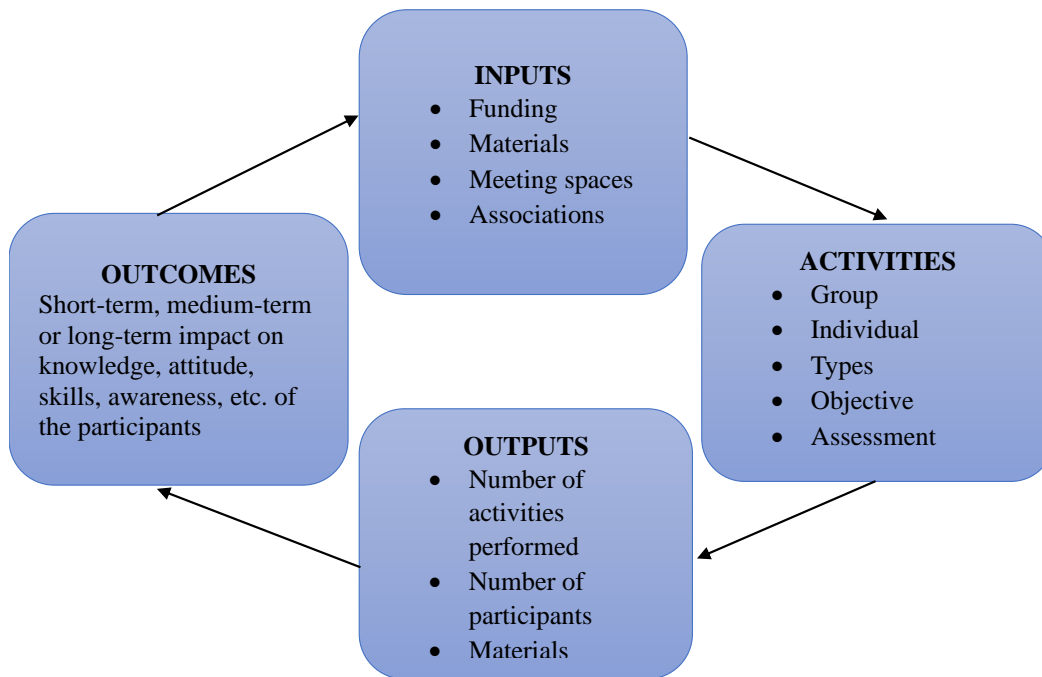 INPUTS
• Funding
• Materials
• Meeting spaces
• Associations
ACTIVITIES
• Group
• Individual
• Types
• Objective
• Assessment
OUTPUTS
• Number of
activities
performed
• Number of
participants
• Materials
OUTCOMES
Short-term, medium-term
or long-term impact on
knowledge, attitude,
skills, awareness, etc. of
the participants